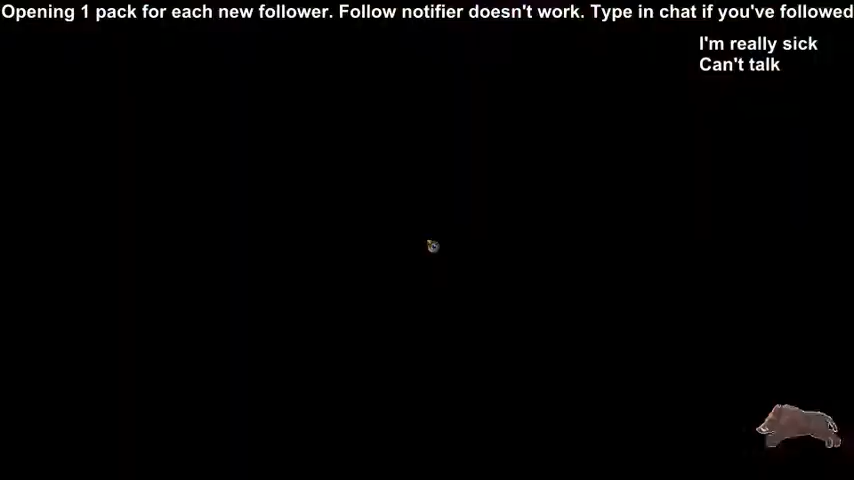 Opening 1 pack for each new follower. Follow notifier doesn't work. Type in chat if you've followed
I'm really sick
Can't talk